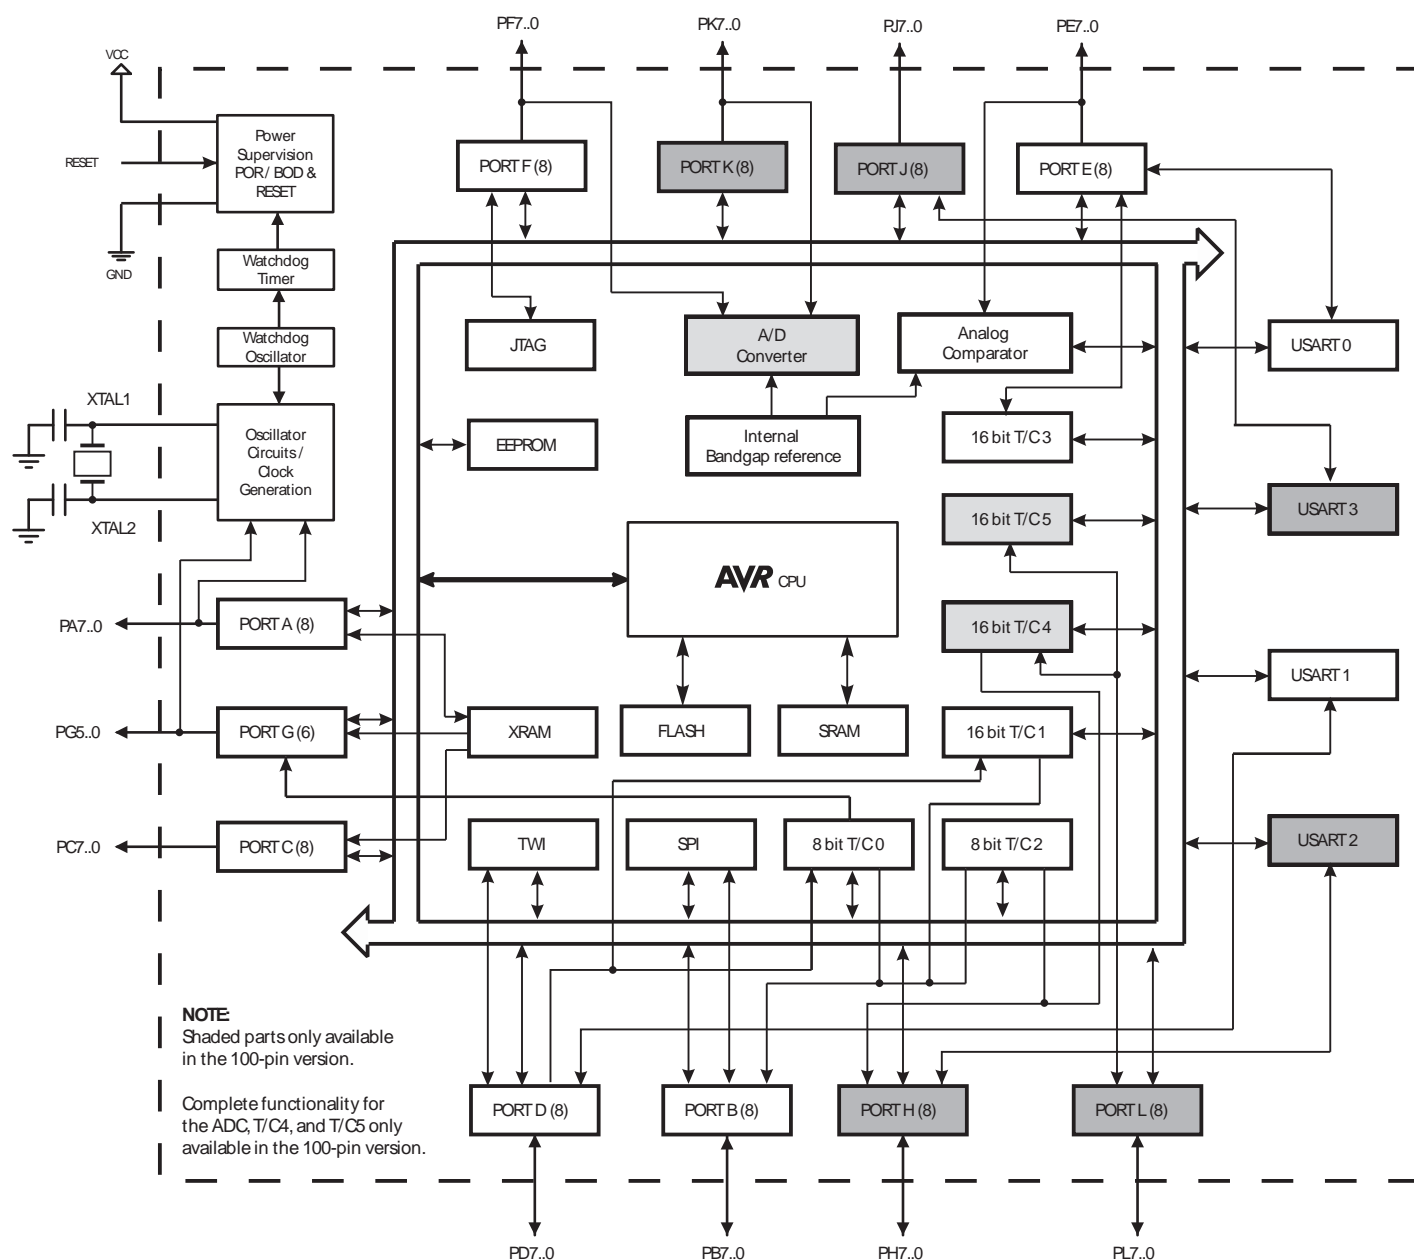 PF7..0
PK7..0
PJ7..0
PE7..0
VCC
RESET
GND
Power
Supervision
POR / BOD &
RESET
PORT F (8)
PORT K (8)
PORT J (8)
PORT E (8)
Watchdog
Timer
Watchdog
Oscillator
JTAG
A/D
Converter
Analog
Comparator
USART 0
XTAL1
XTAL2
Oscillator
Circuits /
Clock
Generation
EEPROM
Internal
Bandgap reference
16 bit T/C 3
USART 3
16 bit T/C 5
AVR CPU
PA7..0
PORT A (8)
16 bit T/C 4
USART 1
PG5..0
PORT G (6)
XRAM
FLASH
SRAM
16 bit T/C 1
PC7..0
PORT C (8)
TWI
SPI
8 bit T/C 0
8 bit T/C 2
USART 2
NOTE:
Shaded parts only available
in the 100-pin version.
Complete functionality for
the ADC, T/C4, and T/C5 only
available in the 100-pin version.
PORT D (8)
PORT B (8)
PORT H (8)
PORT L (8)
PD7..0
PB7..0
PH7..0
PL7..0